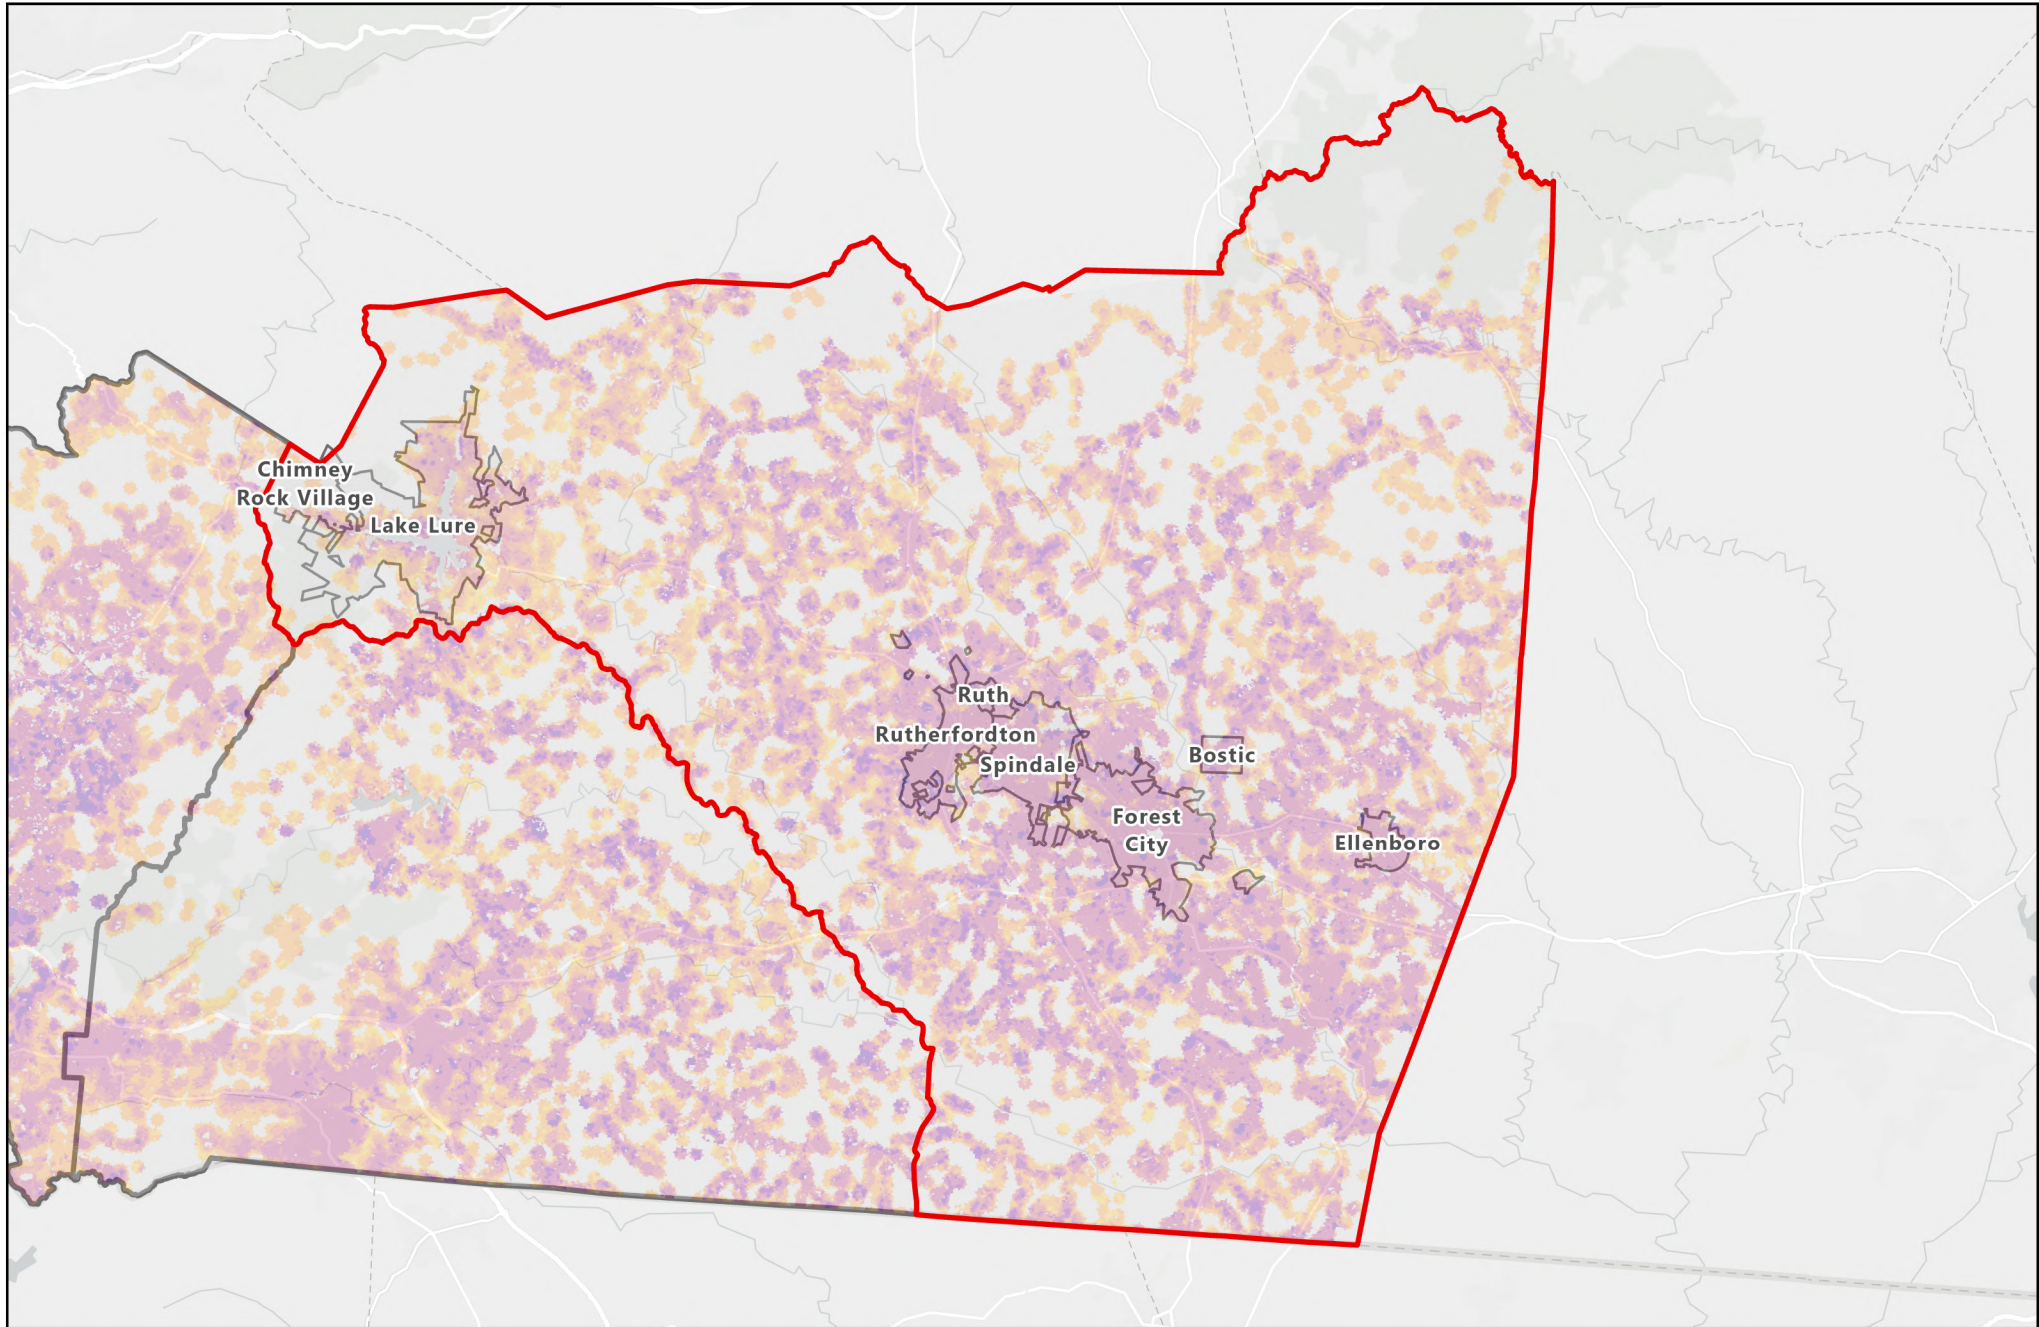 Chimney
Rock Village
Lake Lure
Ruth
Rutherfordton
Spindale
Bostic
Forest
City
Ellenboro